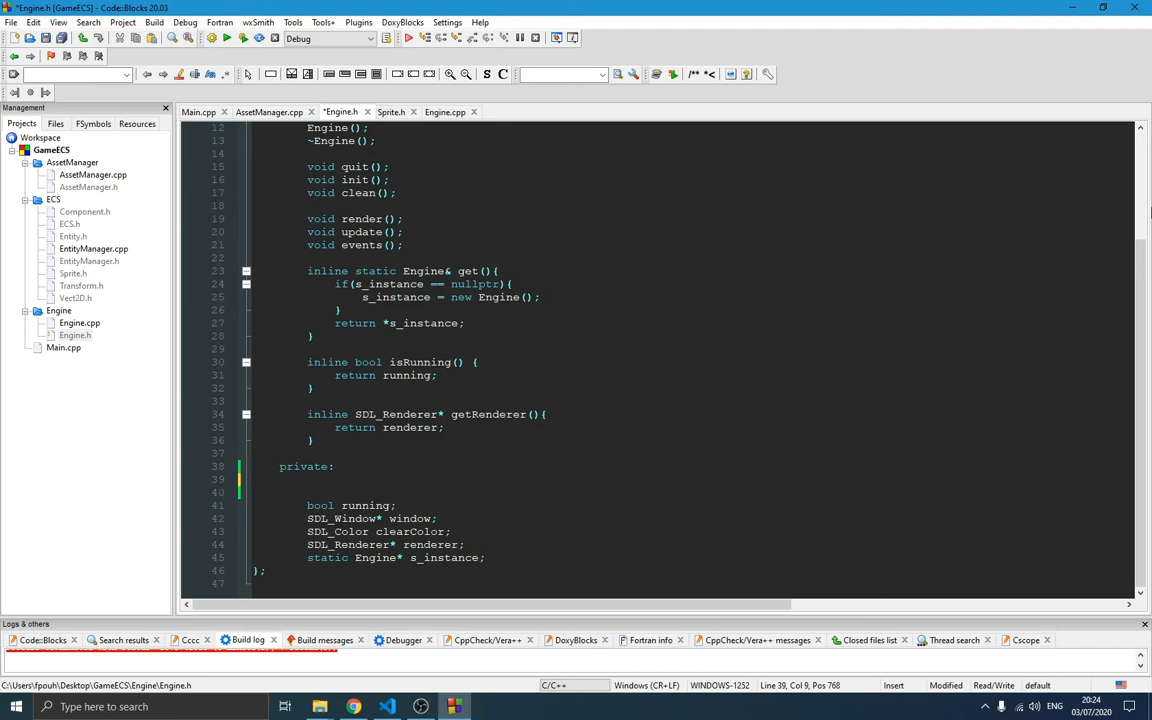 *Engine.h [GameECS] - Code::Blocks 20.03
File Edit View Search Project Build Debug Fortran wxSmith Tools Tools+ Plugins DoxyBlocks Settings Help
Debug
S C /** *<
Management
Projects Files FSymbols Resources
Main.cpp AssetManager.cpp *Engine.h Sprite.h Engine.cpp
Workspace
GameECS
AssetManager
AssetManager.cpp
AssetManager.h
ECS
Component.h
ECS.h
Entity.h
EntityManager.cpp
EntityManager.h
Sprite.h
Transform.h
Vect2D.h
Engine
Engine.cpp
Engine.h
Main.cpp
12 Engine();
13 ~Engine();
14
15 void quit();
16 void init();
17 void clean();
18
19 void render();
20 void update();
21 void events();
22
23 inline static Engine& get(){
24 if(s_instance == nullptr){
25 s_instance = new Engine();
26 }
27 return *s_instance;
28 }
29
30 inline bool isRunning() {
31 return running;
32 }
33
34 inline SDL_Renderer* getRenderer(){
35 return renderer;
36 }
37
38 private:
39
40
41 bool running;
42 SDL_Window* window;
43 SDL_Color clearColor;
44 SDL_Renderer* renderer;
45 static Engine* s_instance;
46 };
47
Logs & others
Code::Blocks Search results Cccc Build log Build messages Debugger CppCheck/Vera++ DoxyBlocks Fortran info CppCheck/Vera++ messages Closed files list Thread search Cscope
C:\Users\fpouh\Desktop\GameECS\Engine\Engine.h C/C++ Windows (CR+LF) WINDOWS-1252 Line 39, Col 9, Pos 768 Insert Modified Read/Write default
Type here to search
ENG
20:24
03/07/2020